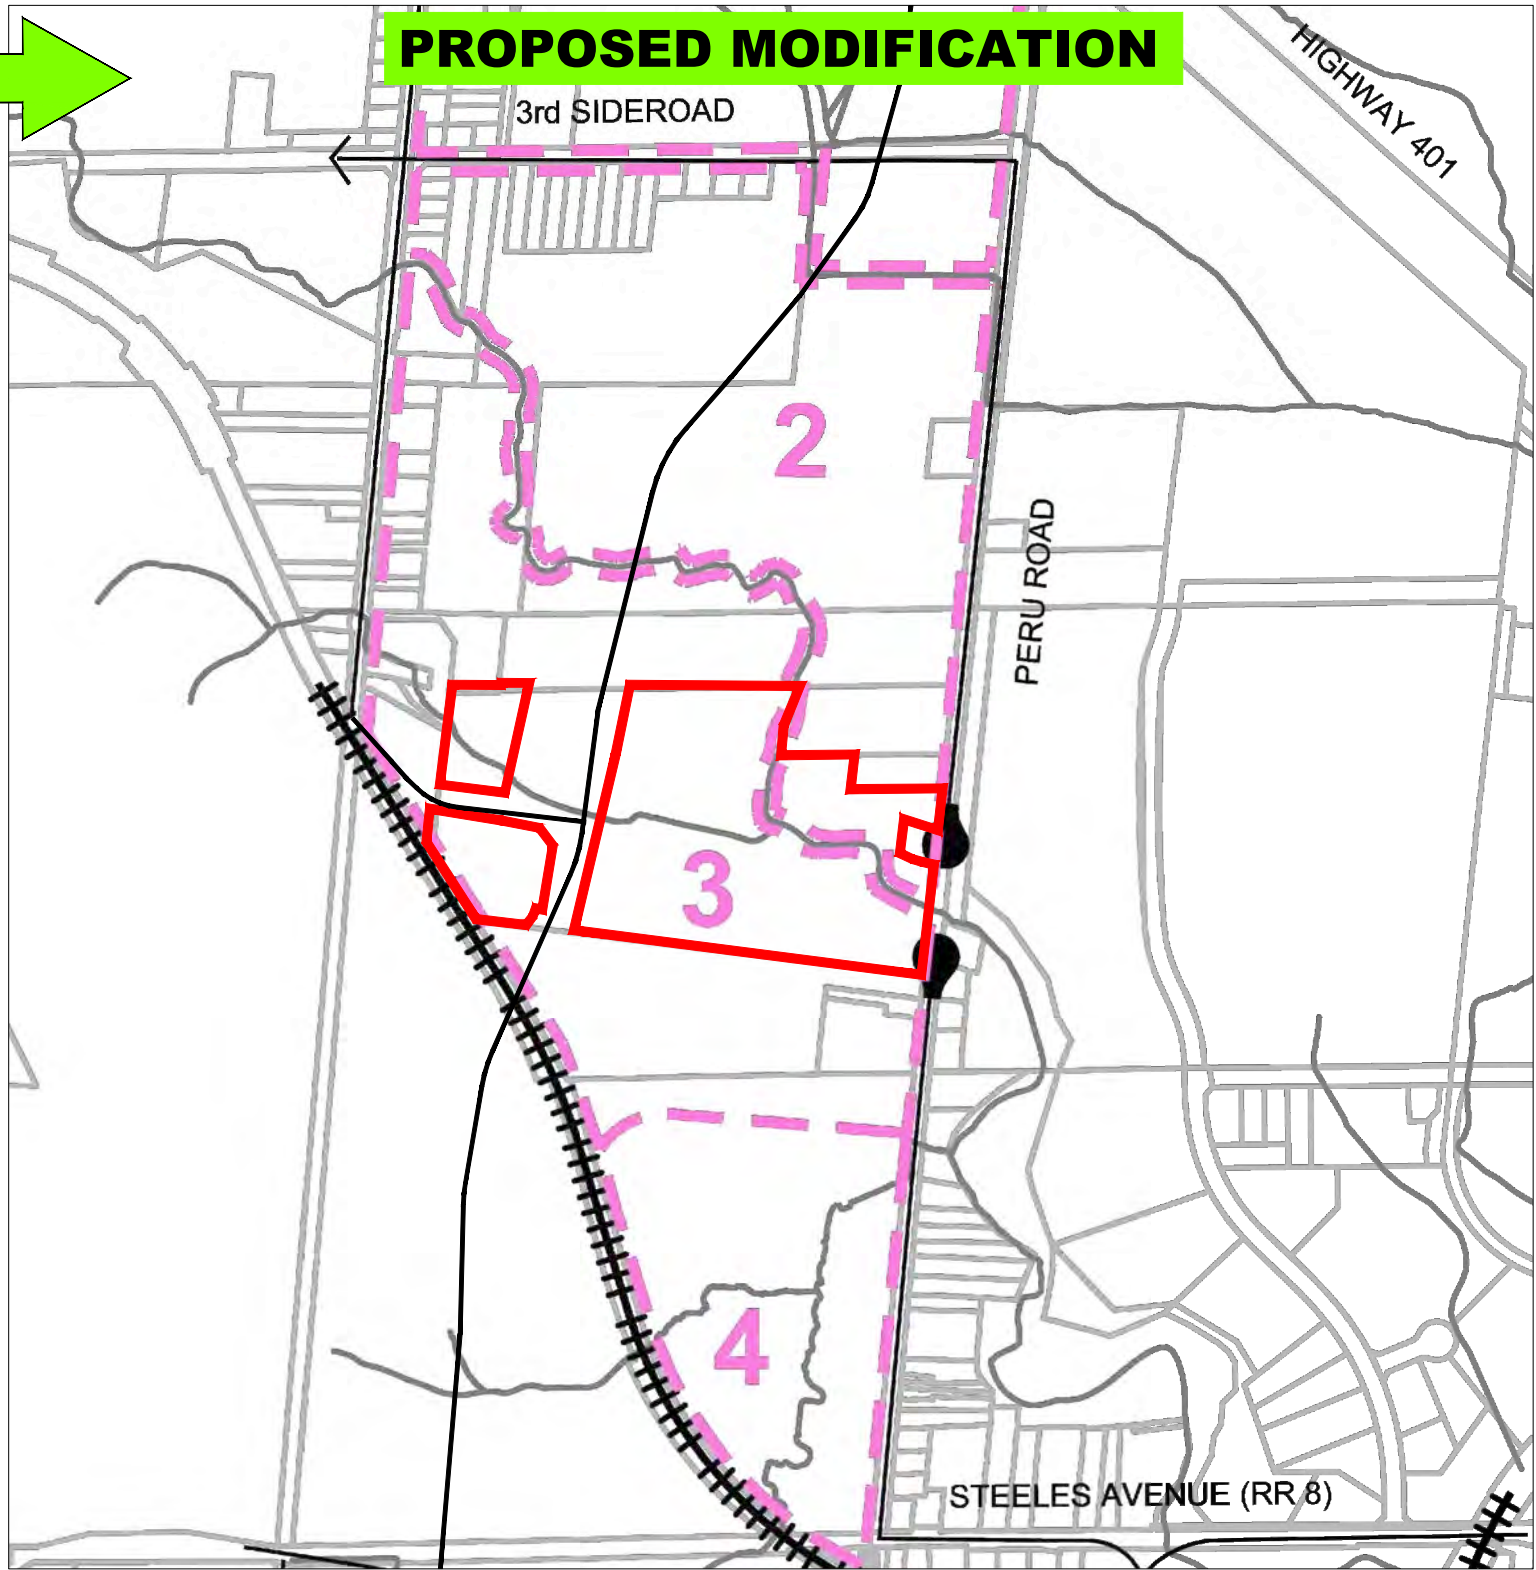 PROPOSED MODIFICATION
3rd SIDEROAD
HIGHWAY 401
2
PERU ROAD
3
4
STEELES AVENUE (RR 8)